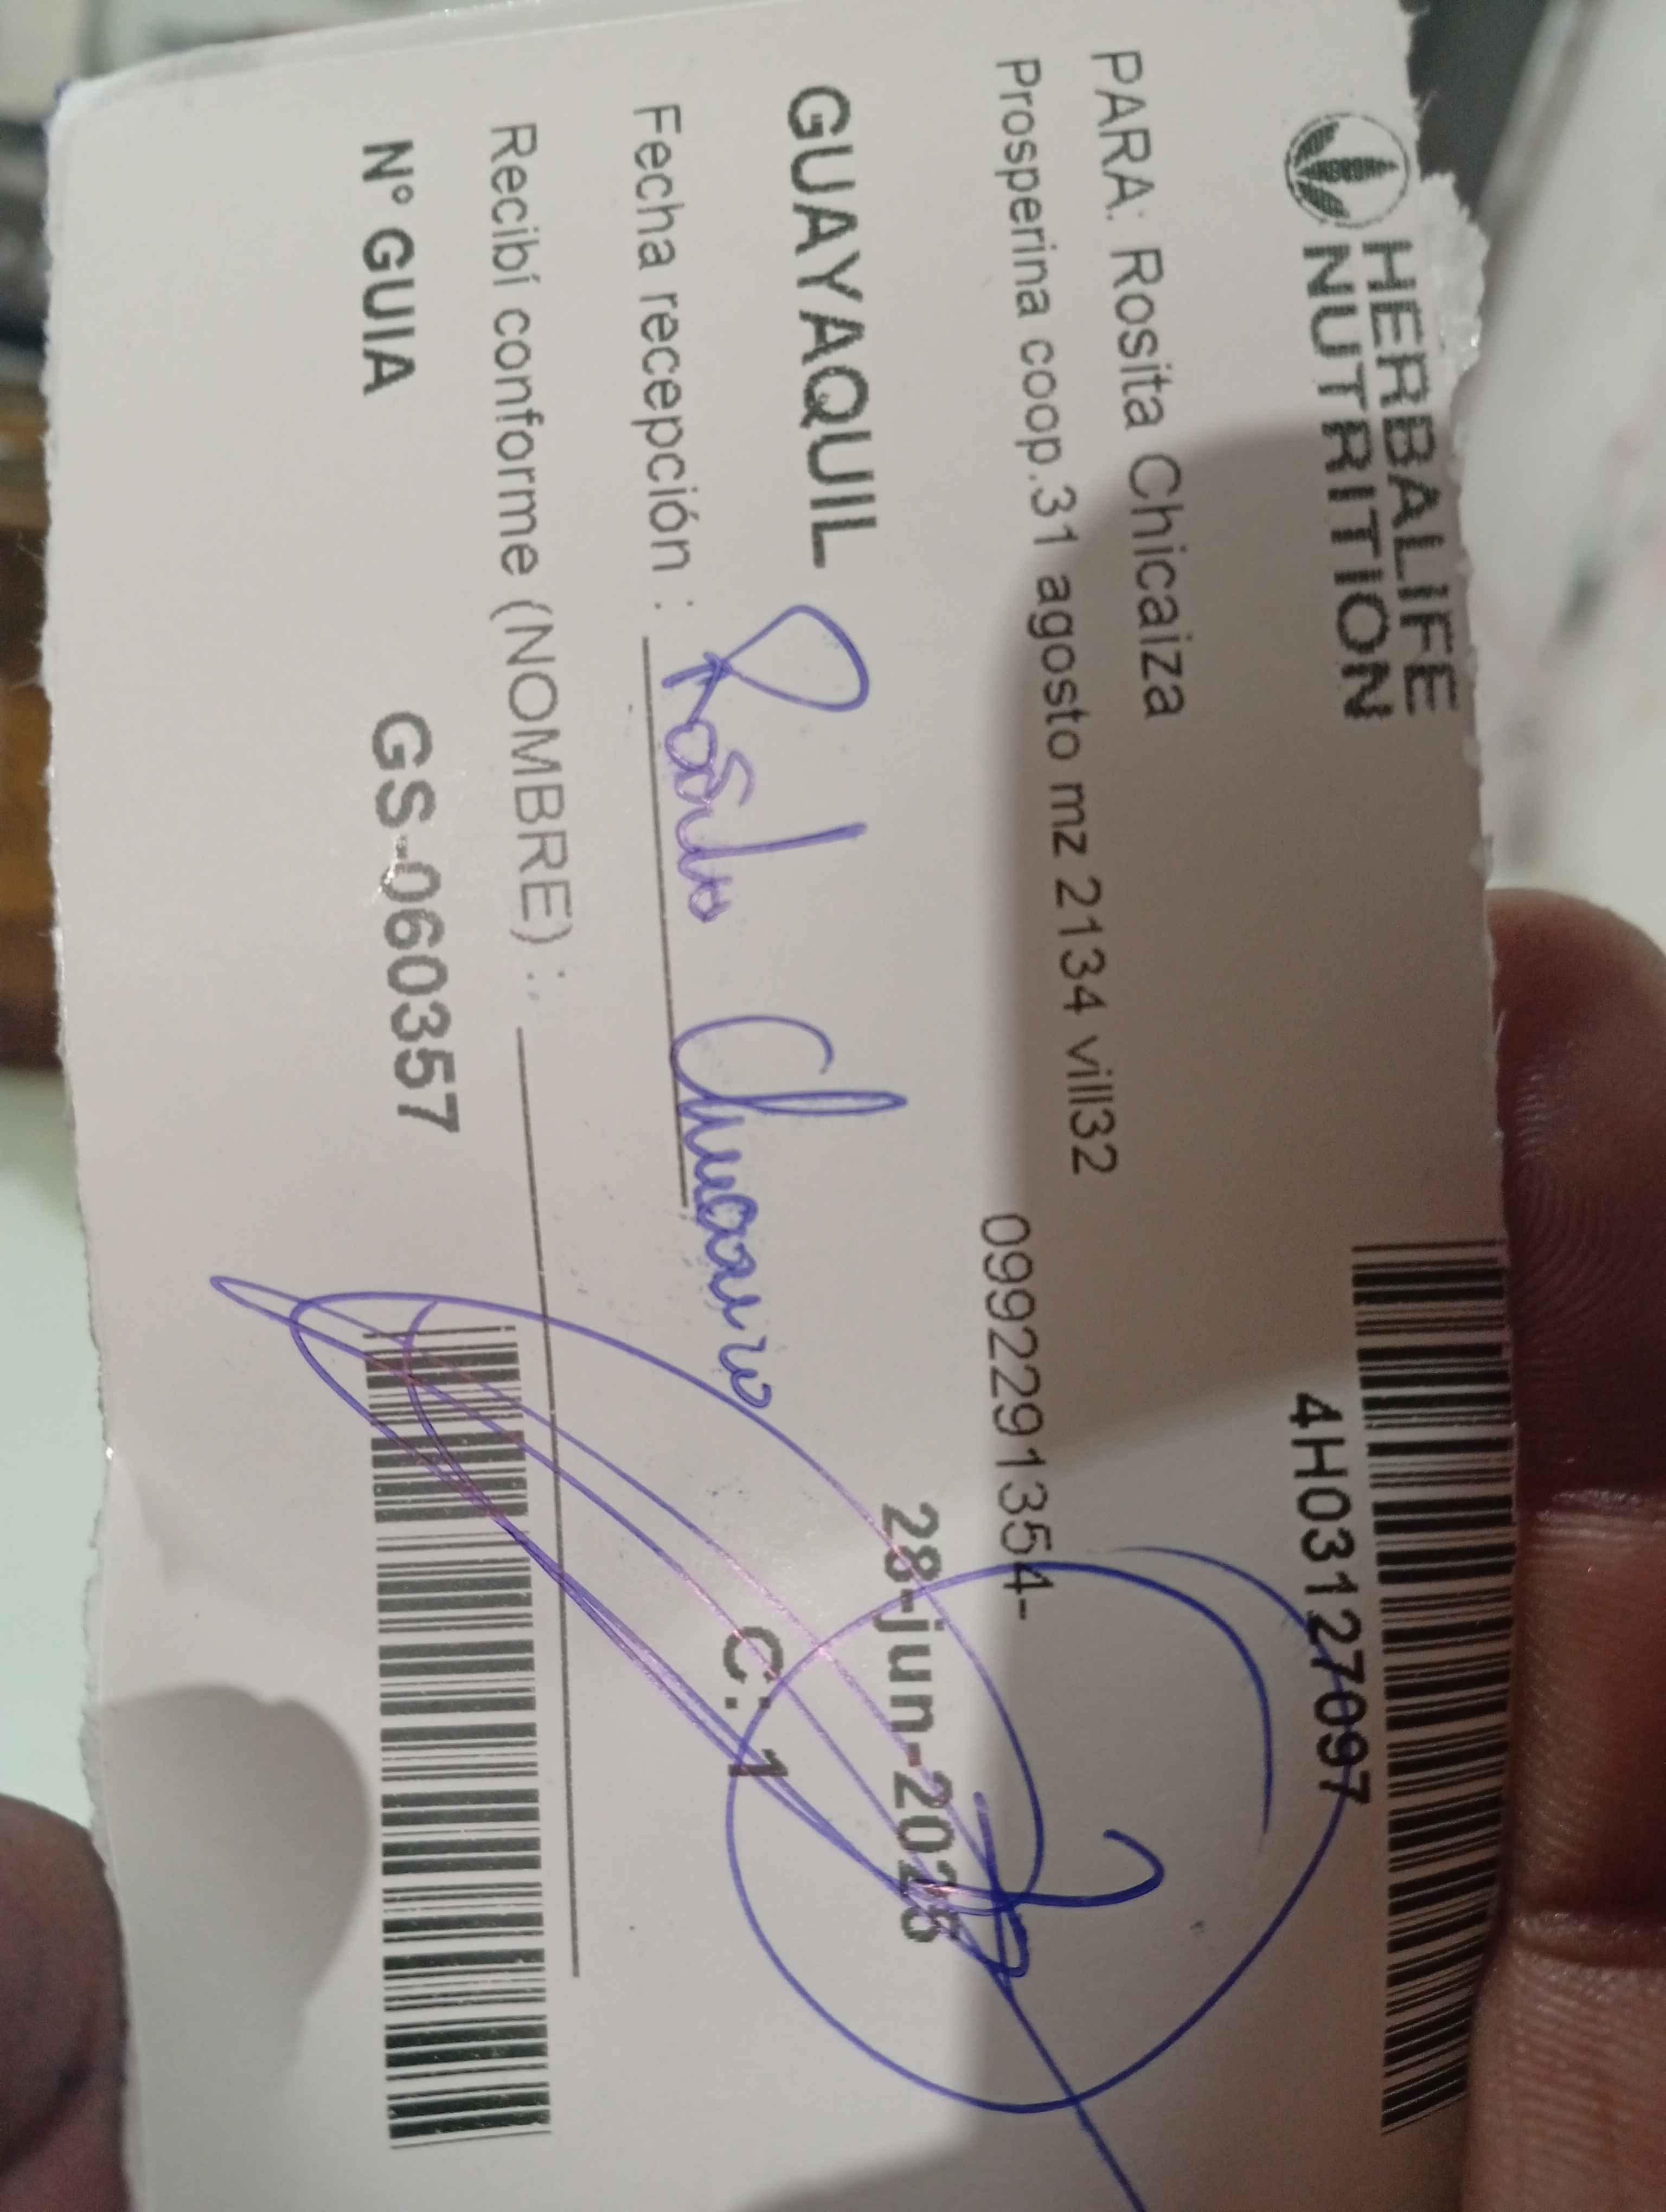 HERBALIFE
NUTRITION
4H03127097
PARA: Rosita Chicaiza
Prosperina coop.31 agosto mz 2134 vill32
0992291354-
GUAYAQUIL
28-jun-2026
Fecha recepción :
C: 1
Recibí conforme (NOMBRE) :
N° GUIA GS-060357